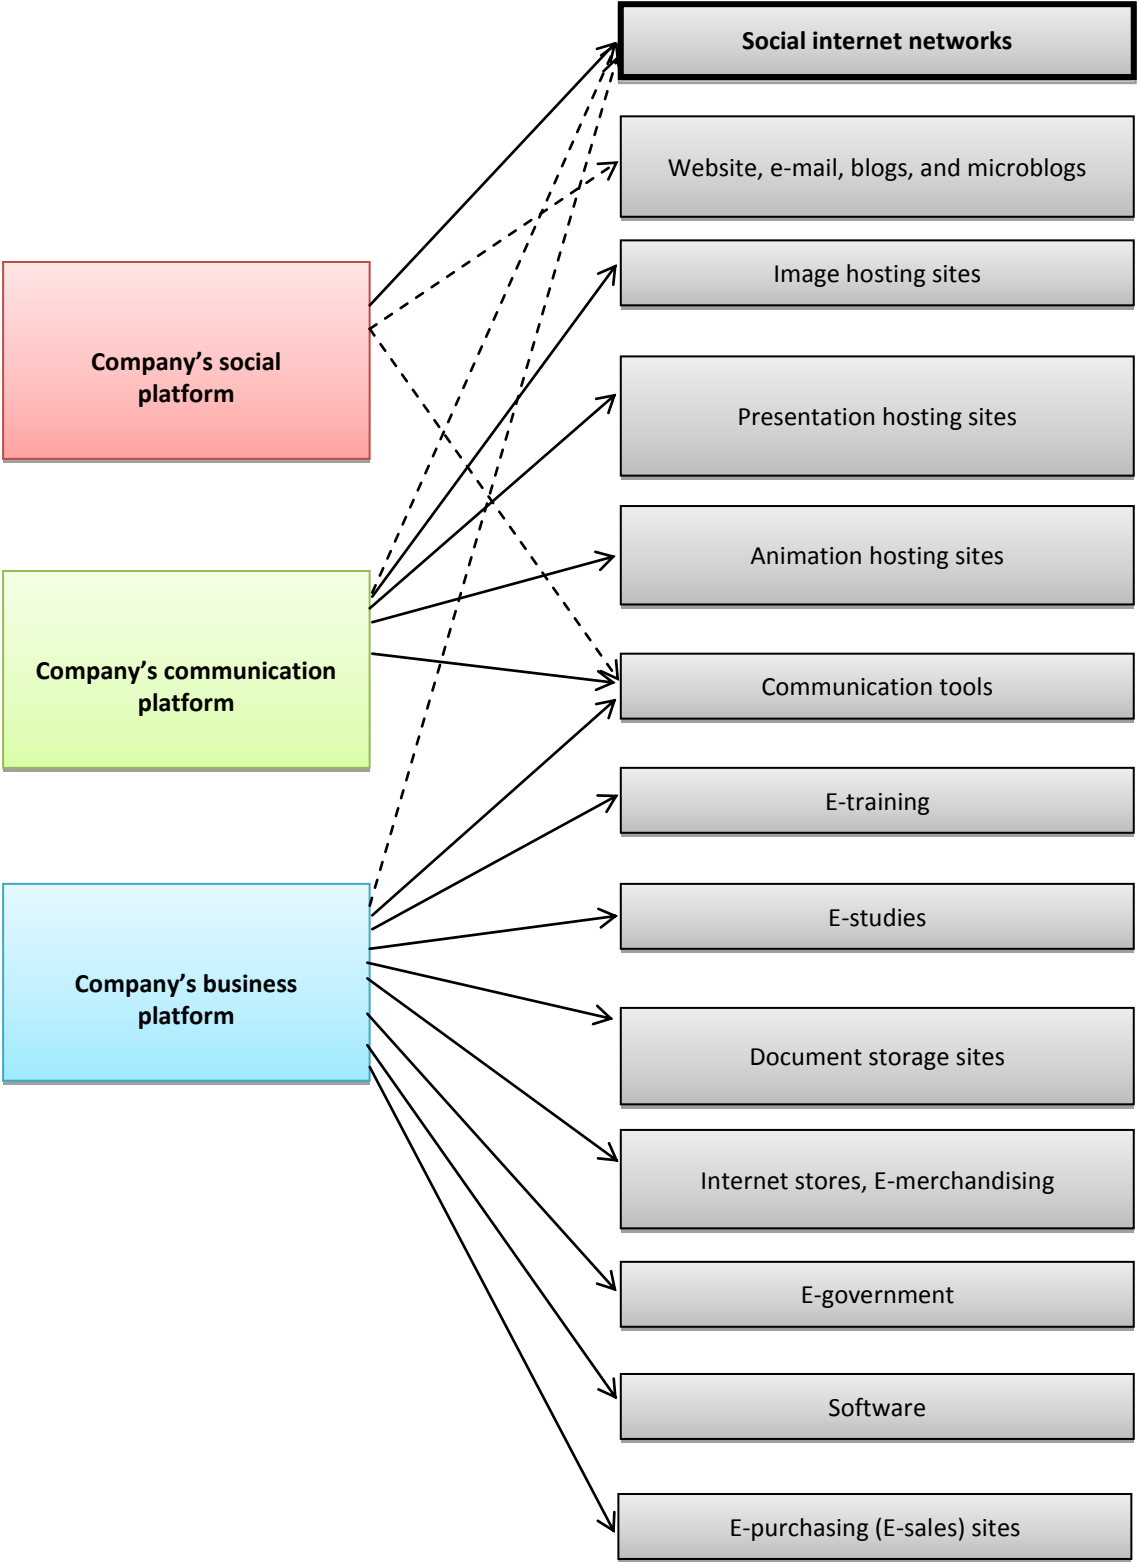 Social internet networks
Website, e-mail, blogs, and microblogs
Image hosting sites
Company’s social
platform
Presentation hosting sites
Animation hosting sites
Company’s communication
platform
Communication tools
E-training
E-studies
Company’s business
platform
Document storage sites
Internet stores, E-merchandising
E-government
Software
E-purchasing (E-sales) sites